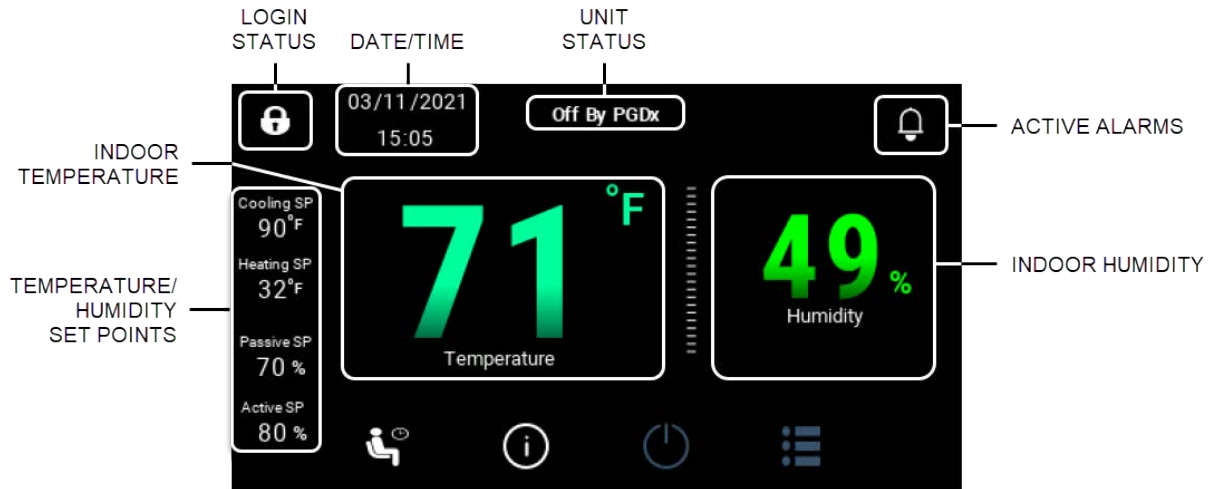 LOGIN
STATUS
DATE/TIME
UNIT
STATUS
03/11/2021
15:05
Off By PGDx
ACTIVE ALARMS
INDOOR
TEMPERATURE
Cooling SP
90°F
Heating SP
32°F
Passive SP
70 %
Active SP
80 %
TEMPERATURE/
HUMIDITY
SET POINTS
71 °F
Temperature
49 %
Humidity
INDOOR HUMIDITY
i